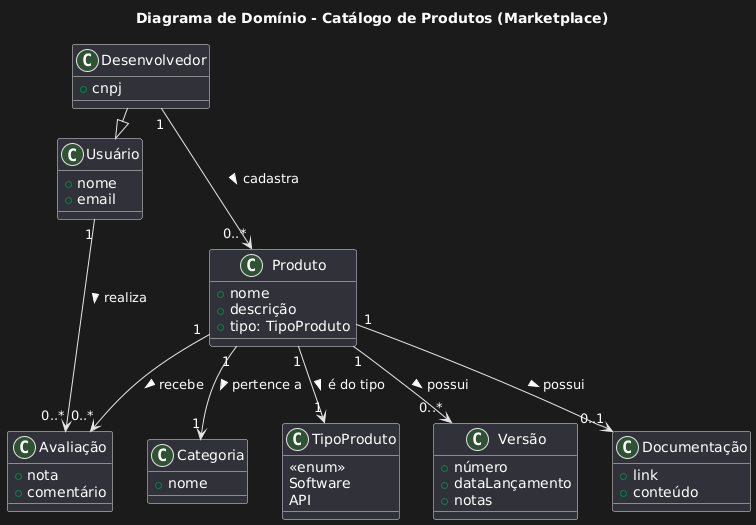 Diagrama de Domínio - Catálogo de Produtos (Marketplace)
C Desenvolvedor
cnpj
1
C Usuário
nome
email
cadastra
1
0..*
C Produto
nome
descrição
tipo: TipoProduto
realiza
1
1
1
1
1
recebe
pertence a
é do tipo
possui
possui
0..*
0..*
1
1
0..*
0..1
C Avaliação
nota
comentário
C Categoria
nome
C TipoProduto
«enum»
Software
API
C Versão
número
dataLançamento
notas
C Documentação
link
conteúdo